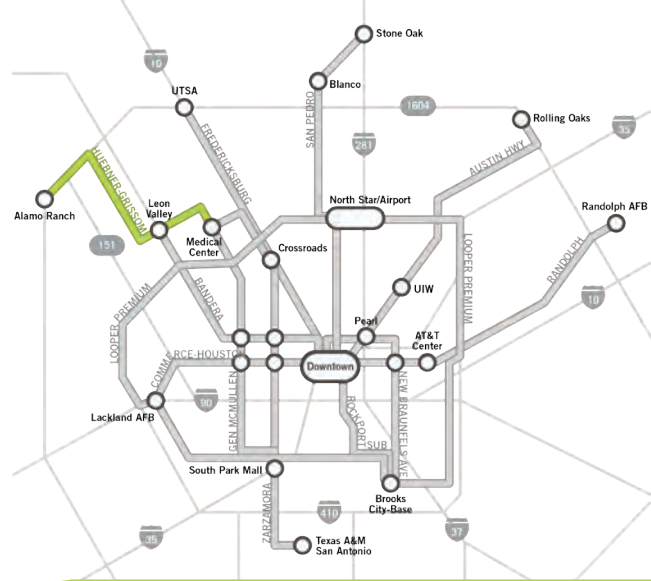 Stone Oak
10
Blanco
UTSA
1604
SAN PEDRO
Rolling Oaks
35
FREDERICKSBURG
281
AUSTIN HWY
HUEBNER-GRISSOM
Leon
Valley
North Star/Airport
Randolph AFB
Alamo Ranch
Medical
Center
151
Crossroads
LOOPER PREMIUM
RANDOLPH
BANDERA
UIW
10
LOOPER PREMIUM
Pearl
AT&T
Center
COMMERCE-HOUSTON
Downtown
90
Lackland AFB
GEN MCMULLEN
ROCKPORT
NEW BRAUNFELS AVE
SUB
South Park Mall
Brooks
City-Base
ZARZAMORA
410
35
37
Texas A&M
San Antonio